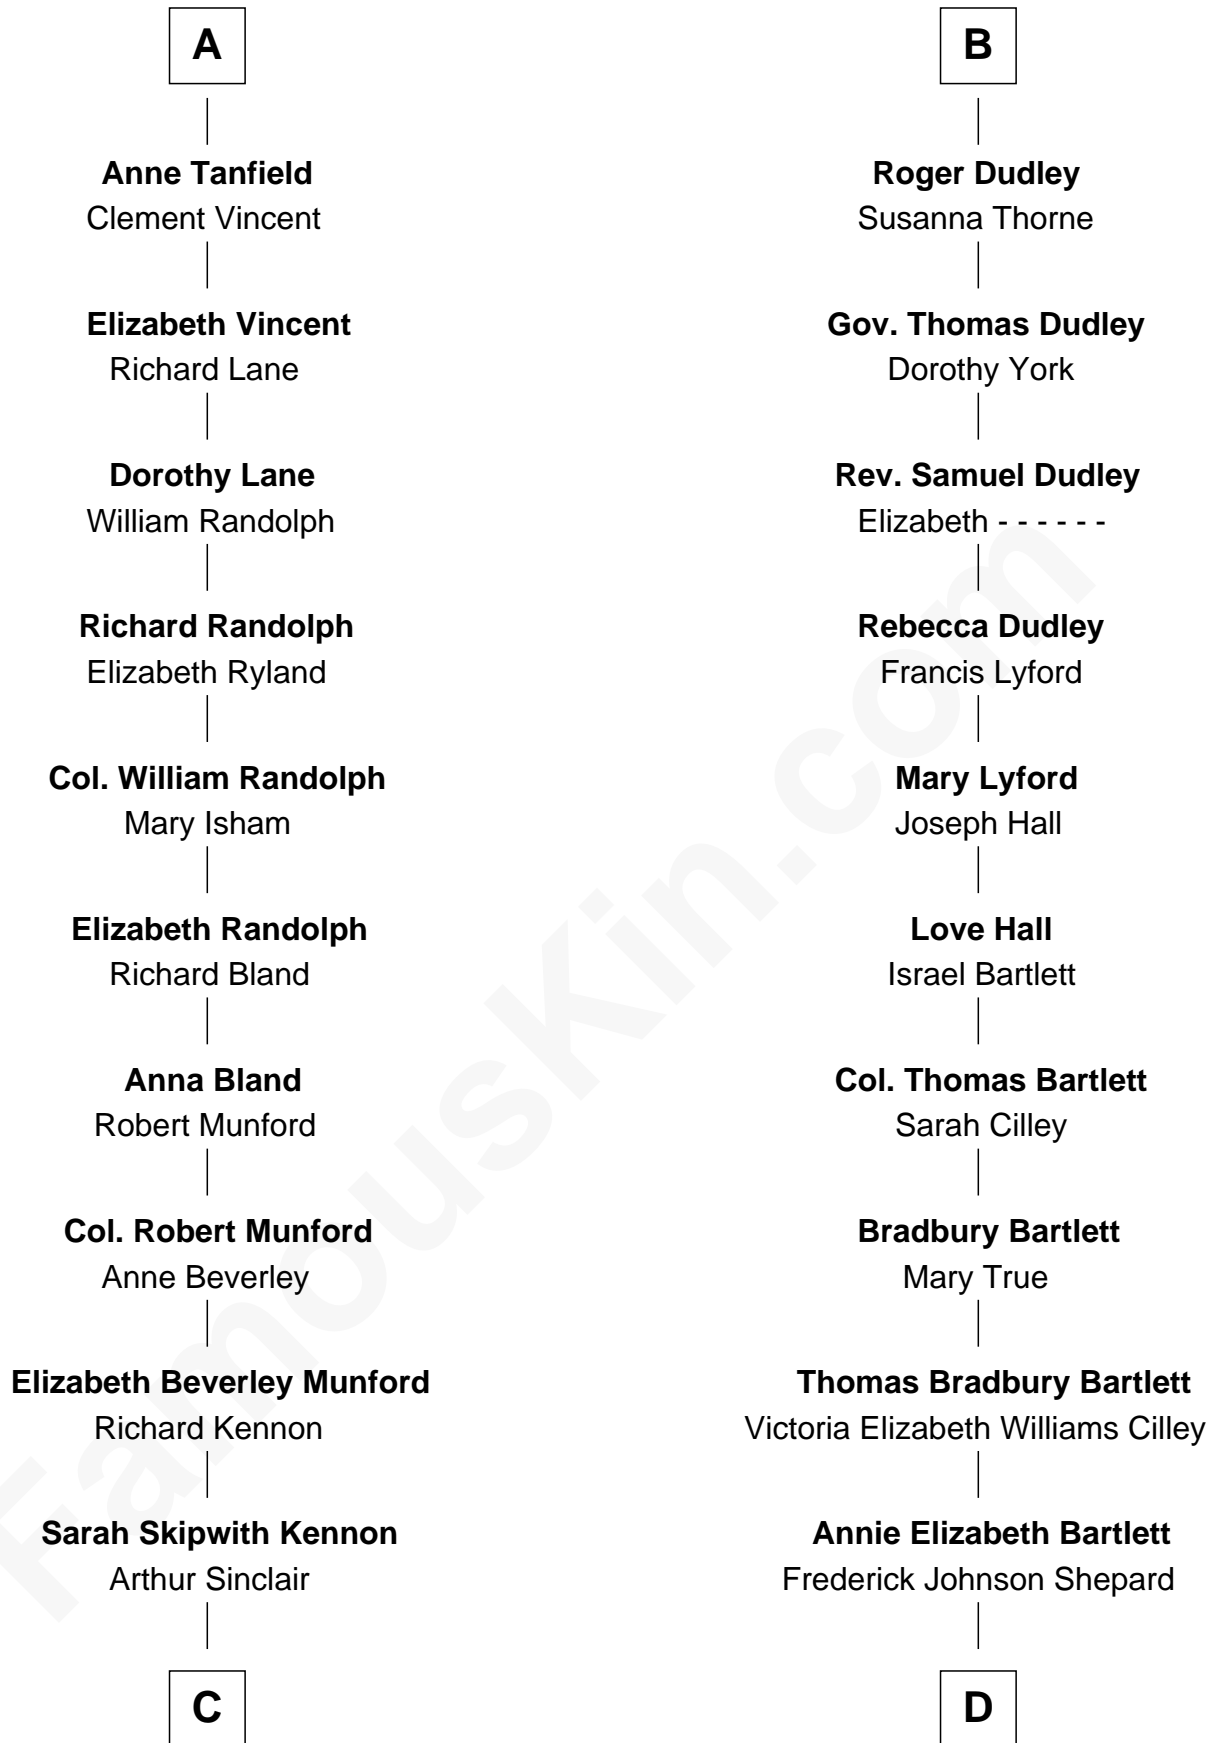 A
Anne Tanfield
Clement Vincent
Elizabeth Vincent
Richard Lane
Dorothy Lane
William Randolph
Richard Randolph
Elizabeth Ryland
Col. William Randolph
Mary Isham
Elizabeth Randolph
Richard Bland
Anna Bland
Robert Munford
Col. Robert Munford
Anne Beverley
Elizabeth Beverley Munford
Richard Kennon
Sarah Skipwith Kennon
Arthur Sinclair
C
B
Roger Dudley
Susanna Thorne
Gov. Thomas Dudley
Dorothy York
Rev. Samuel Dudley
Elizabeth - - - - - -
Rebecca Dudley
Francis Lyford
Mary Lyford
Joseph Hall
Love Hall
Israel Bartlett
Col. Thomas Bartlett
Sarah Cilley
Bradbury Bartlett
Mary True
Thomas Bradbury Bartlett
Victoria Elizabeth Williams Cilley
Annie Elizabeth Bartlett
Frederick Johnson Shepard
D
FamousKin.com